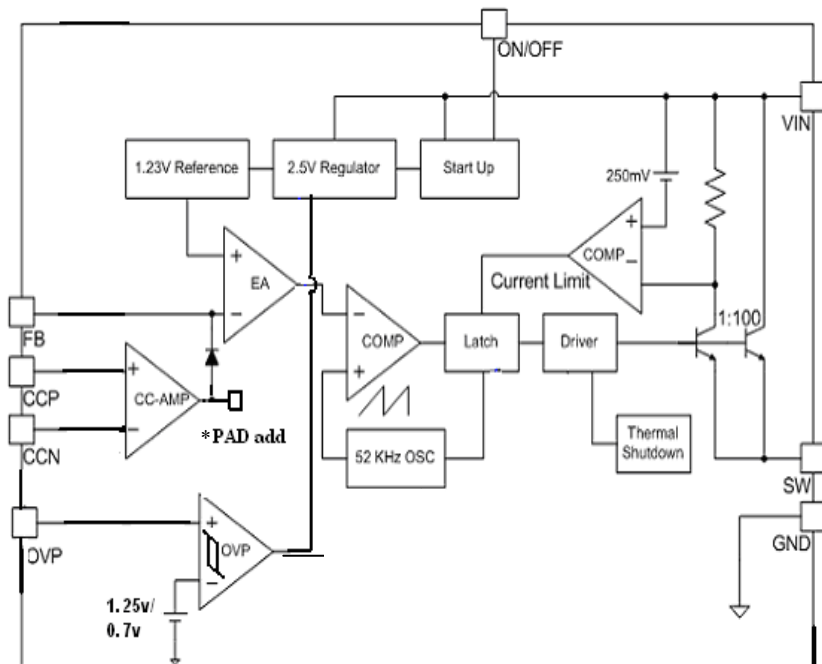 ON/OFF
VIN
1.23V Reference
2.5V Regulator
Start Up
250mV
+
COMP
−
Current Limit
+
EA
−
FB
CCP
CCN
+
CC-AMP
−
*PAD add
−
COMP
+
Latch
Driver
1:100
52 KHz OSC
Thermal
Shutdown
SW
GND
OVP
+
OVP
−
1.25v/
0.7v